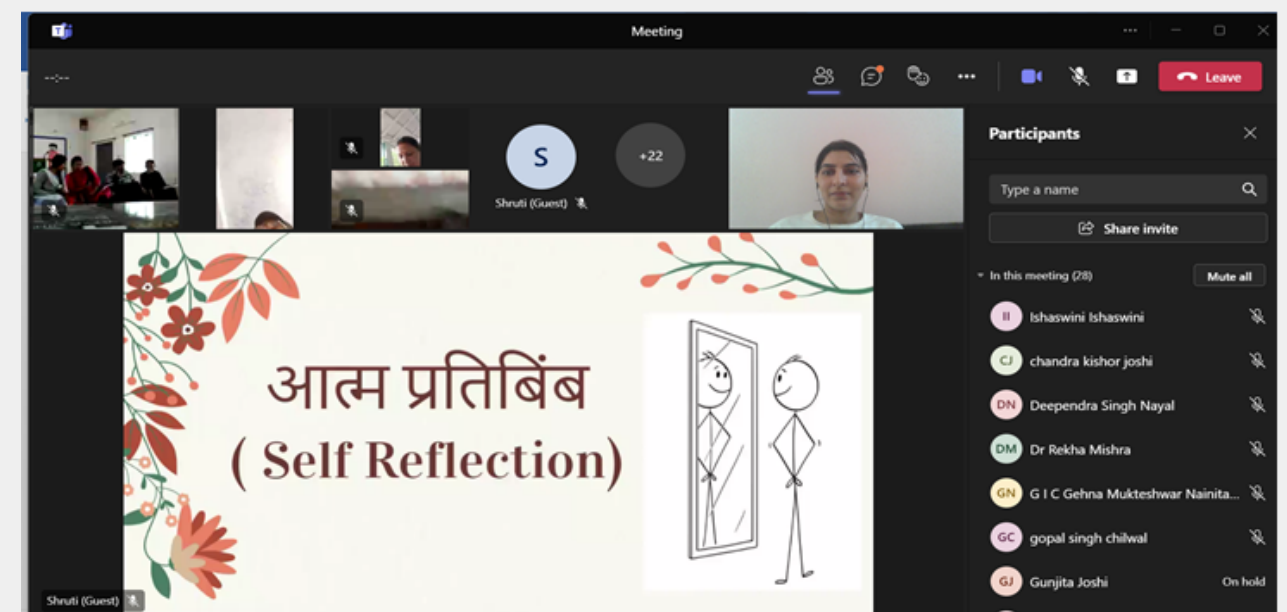 Meeting
--:--
Leave
S
Shruti (Guest)
+22
Participants
Type a name
Share invite
In this meeting (28)
Mute all
II Ishaswini Ishaswini
CJ chandra kishor joshi
DN Deependra Singh Nayal
DM Dr Rekha Mishra
GN G I C Gehna Mukteshwar Nainita...
GC gopal singh chilwal
GJ Gunjita Joshi On hold
आत्म प्रतिबिंब
( Self Reflection)
Shruti (Guest)